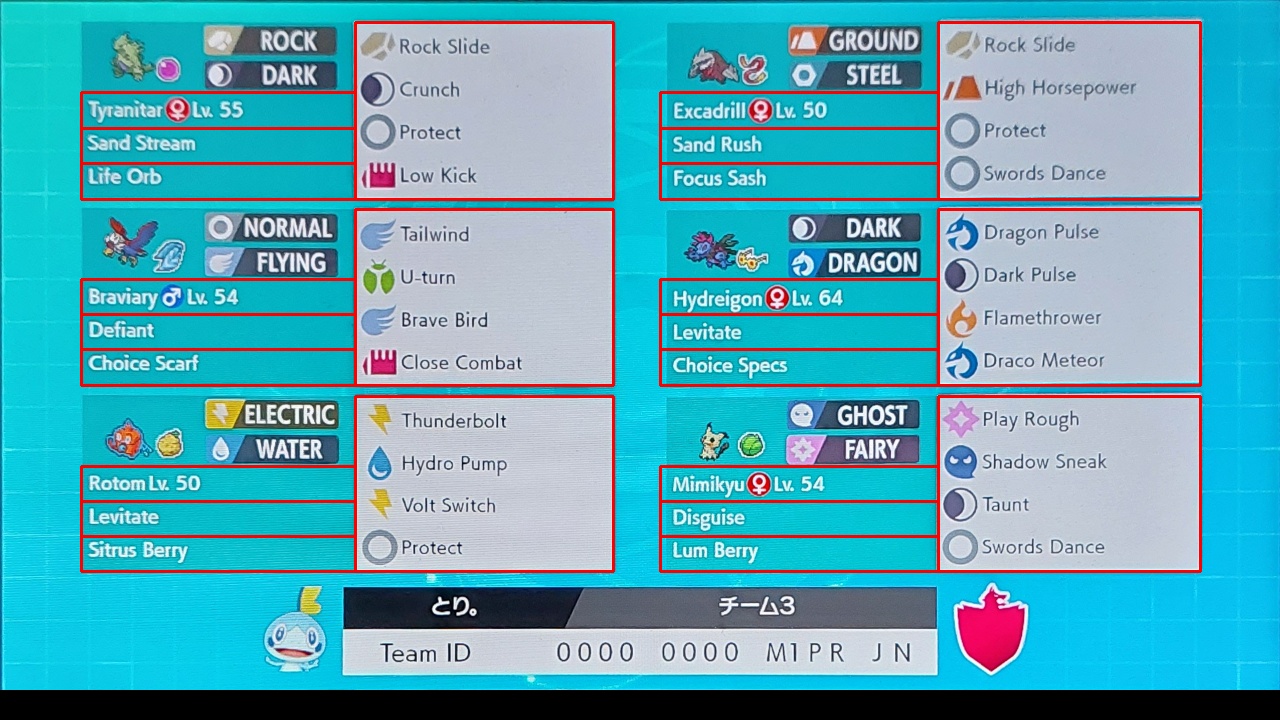 ROCK
DARK
Tyranitar Lv. 55
Sand Stream
Life Orb
Rock Slide
Crunch
Protect
Low Kick
GROUND
STEEL
Excadrill Lv. 50
Sand Rush
Focus Sash
Rock Slide
High Horsepower
Protect
Swords Dance
NORMAL
FLYING
Braviary Lv. 54
Defiant
Choice Scarf
Tailwind
U-turn
Brave Bird
Close Combat
DARK
DRAGON
Hydreigon Lv. 64
Levitate
Choice Specs
Dragon Pulse
Dark Pulse
Flamethrower
Draco Meteor
ELECTRIC
WATER
Rotom Lv. 50
Levitate
Sitrus Berry
Thunderbolt
Hydro Pump
Volt Switch
Protect
GHOST
FAIRY
Mimikyu Lv. 54
Disguise
Lum Berry
Play Rough
Shadow Sneak
Taunt
Swords Dance
とり。 チーム3
Team ID 0000 0000 M1PR JN